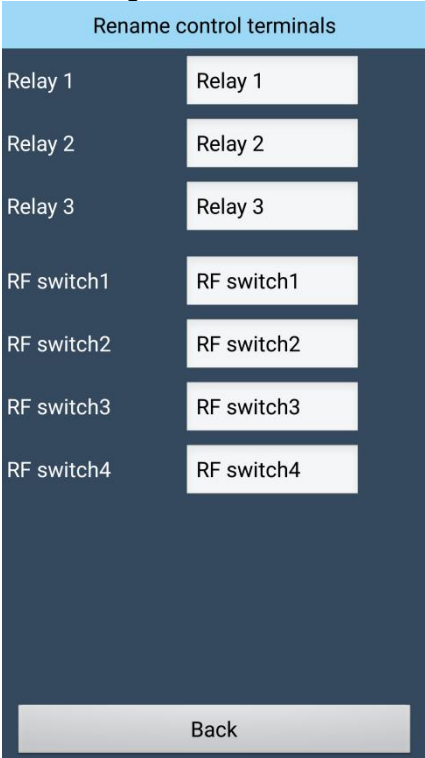 Rename control terminals
Relay 1 Relay 1
Relay 2 Relay 2
Relay 3 Relay 3
RF switch1 RF switch1
RF switch2 RF switch2
RF switch3 RF switch3
RF switch4 RF switch4
Back